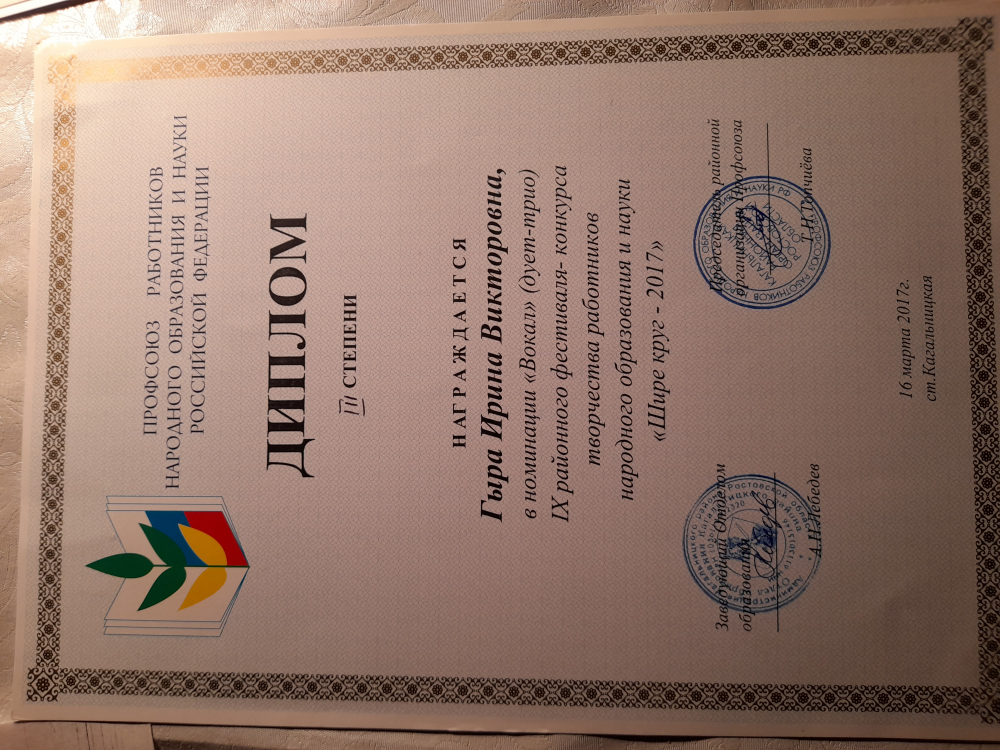 ПРОФСОЮЗ РАБОТНИКОВ
НАРОДНОГО ОБРАЗОВАНИЯ И НАУКИ
РОССИЙСКОЙ ФЕДЕРАЦИИ
ДИПЛОМ
III СТЕПЕНИ
НАГРАЖДАЕТСЯ
Гыра Ирина Викторовна,
в номинации «Вокал» (дует-трио)
IX районного фестиваля- конкурса
творчества работников
народного образования и науки
«Шире круг - 2017»
Заведующий Отделом
образования
А.Н.Лебедев
Председатель районной
организации Профсоюза
16 марта 2017г.
ст.Кагальницкая